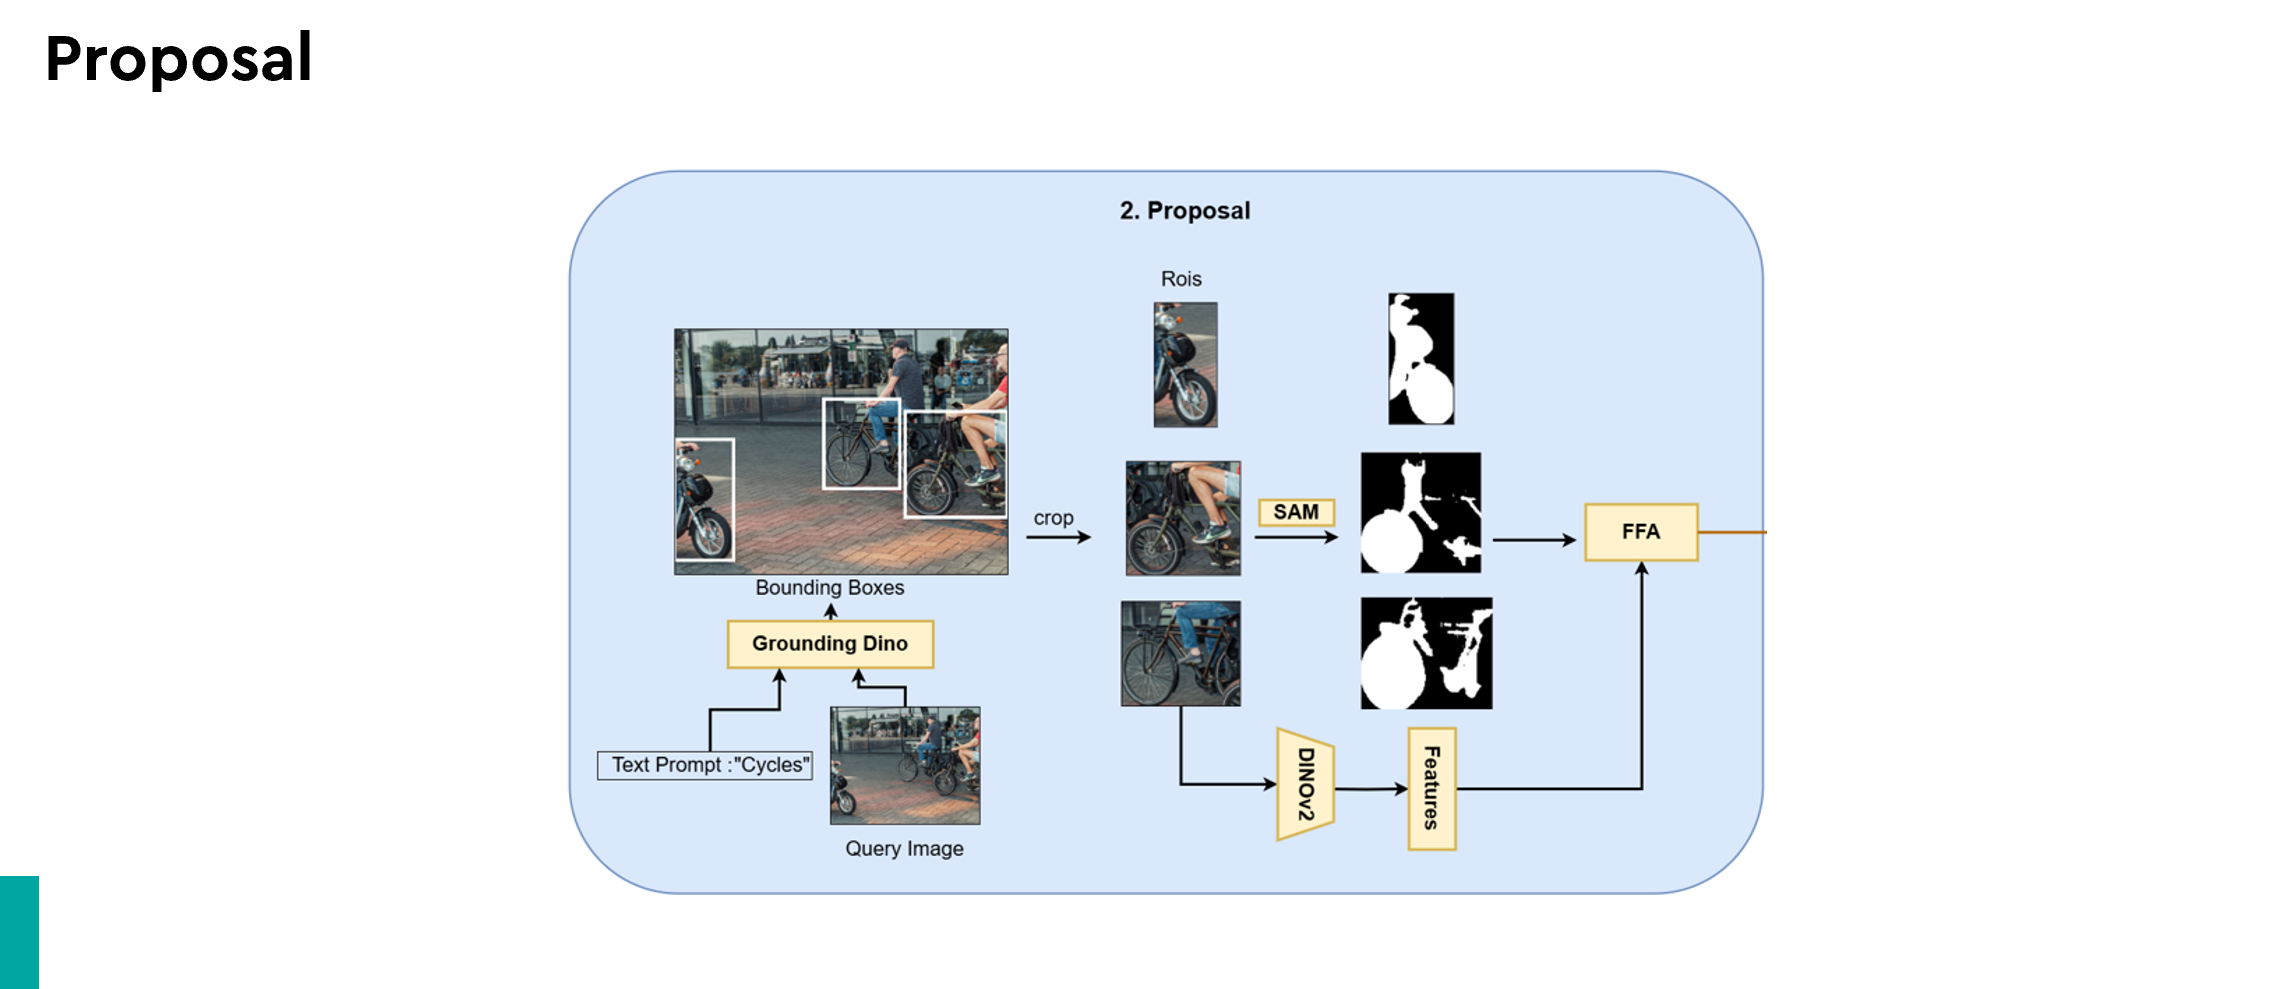 Proposal
2. Proposal
Rois
crop
SAM
FFA
Bounding Boxes
Grounding Dino
Text Prompt :"Cycles"
Query Image
DINOv2
Features